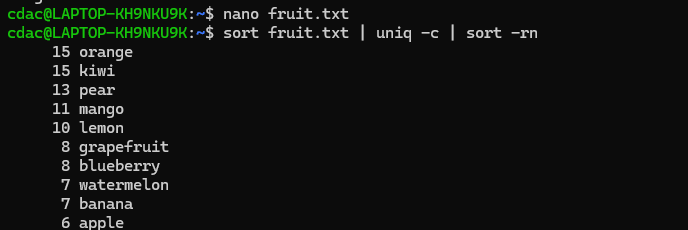 cdac@LAPTOP-KH9NKU9K:~$ nano fruit.txt
cdac@LAPTOP-KH9NKU9K:~$ sort fruit.txt | uniq -c | sort -rn
     15 orange
     15 kiwi
     13 pear
     11 mango
     10 lemon
      8 grapefruit
      8 blueberry
      7 watermelon
      7 banana
      6 apple